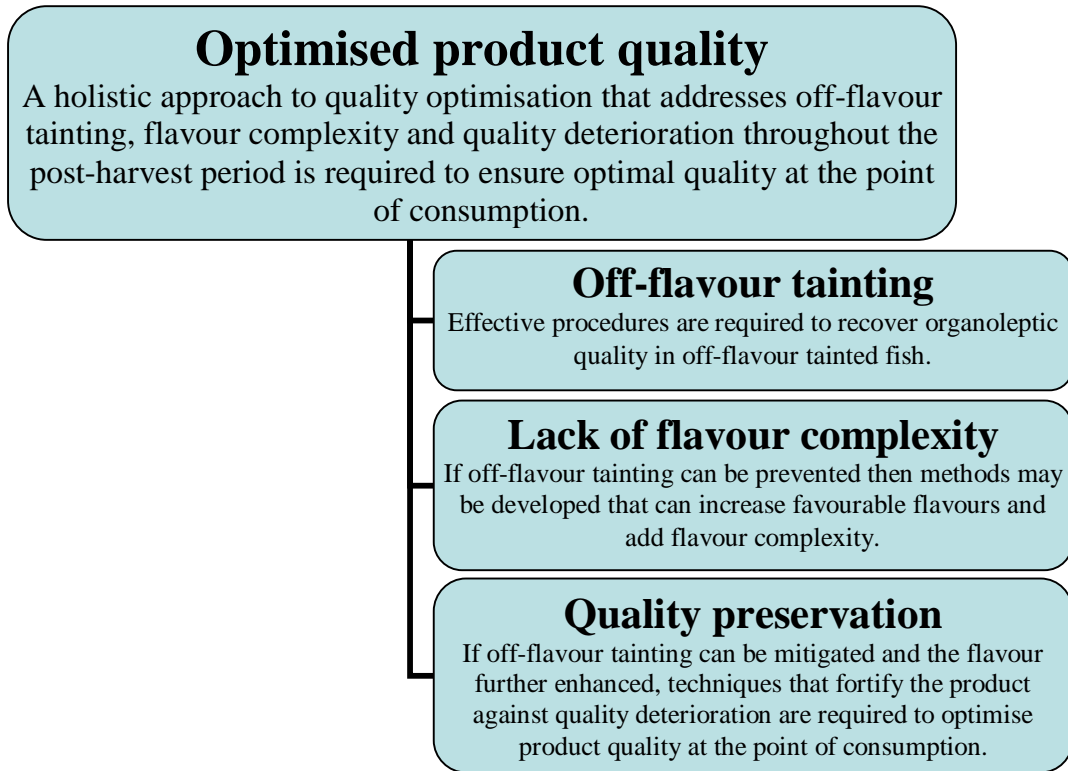 Optimised product quality
A holistic approach to quality optimisation that addresses off-flavour
tainting, flavour complexity and quality deterioration throughout the
post-harvest period is required to ensure optimal quality at the point
of consumption.
Off-flavour tainting
Effective procedures are required to recover organoleptic
quality in off-flavour tainted fish.
Lack of flavour complexity
If off-flavour tainting can be prevented then methods may
be developed that can increase favourable flavours and
add flavour complexity.
Quality preservation
If off-flavour tainting can be mitigated and the flavour
further enhanced, techniques that fortify the product
against quality deterioration are required to optimise
product quality at the point of consumption.